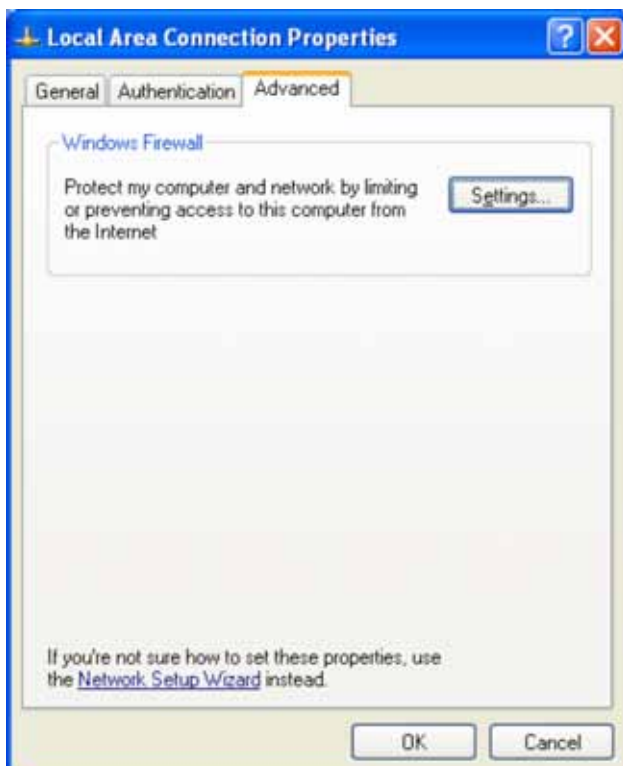 Local Area Connection Properties
General Authentication Advanced
Windows Firewall
Protect my computer and network by limiting
or preventing access to this computer from
the Internet
Settings...
If you're not sure how to set these properties, use
the Network Setup Wizard instead.
OK Cancel